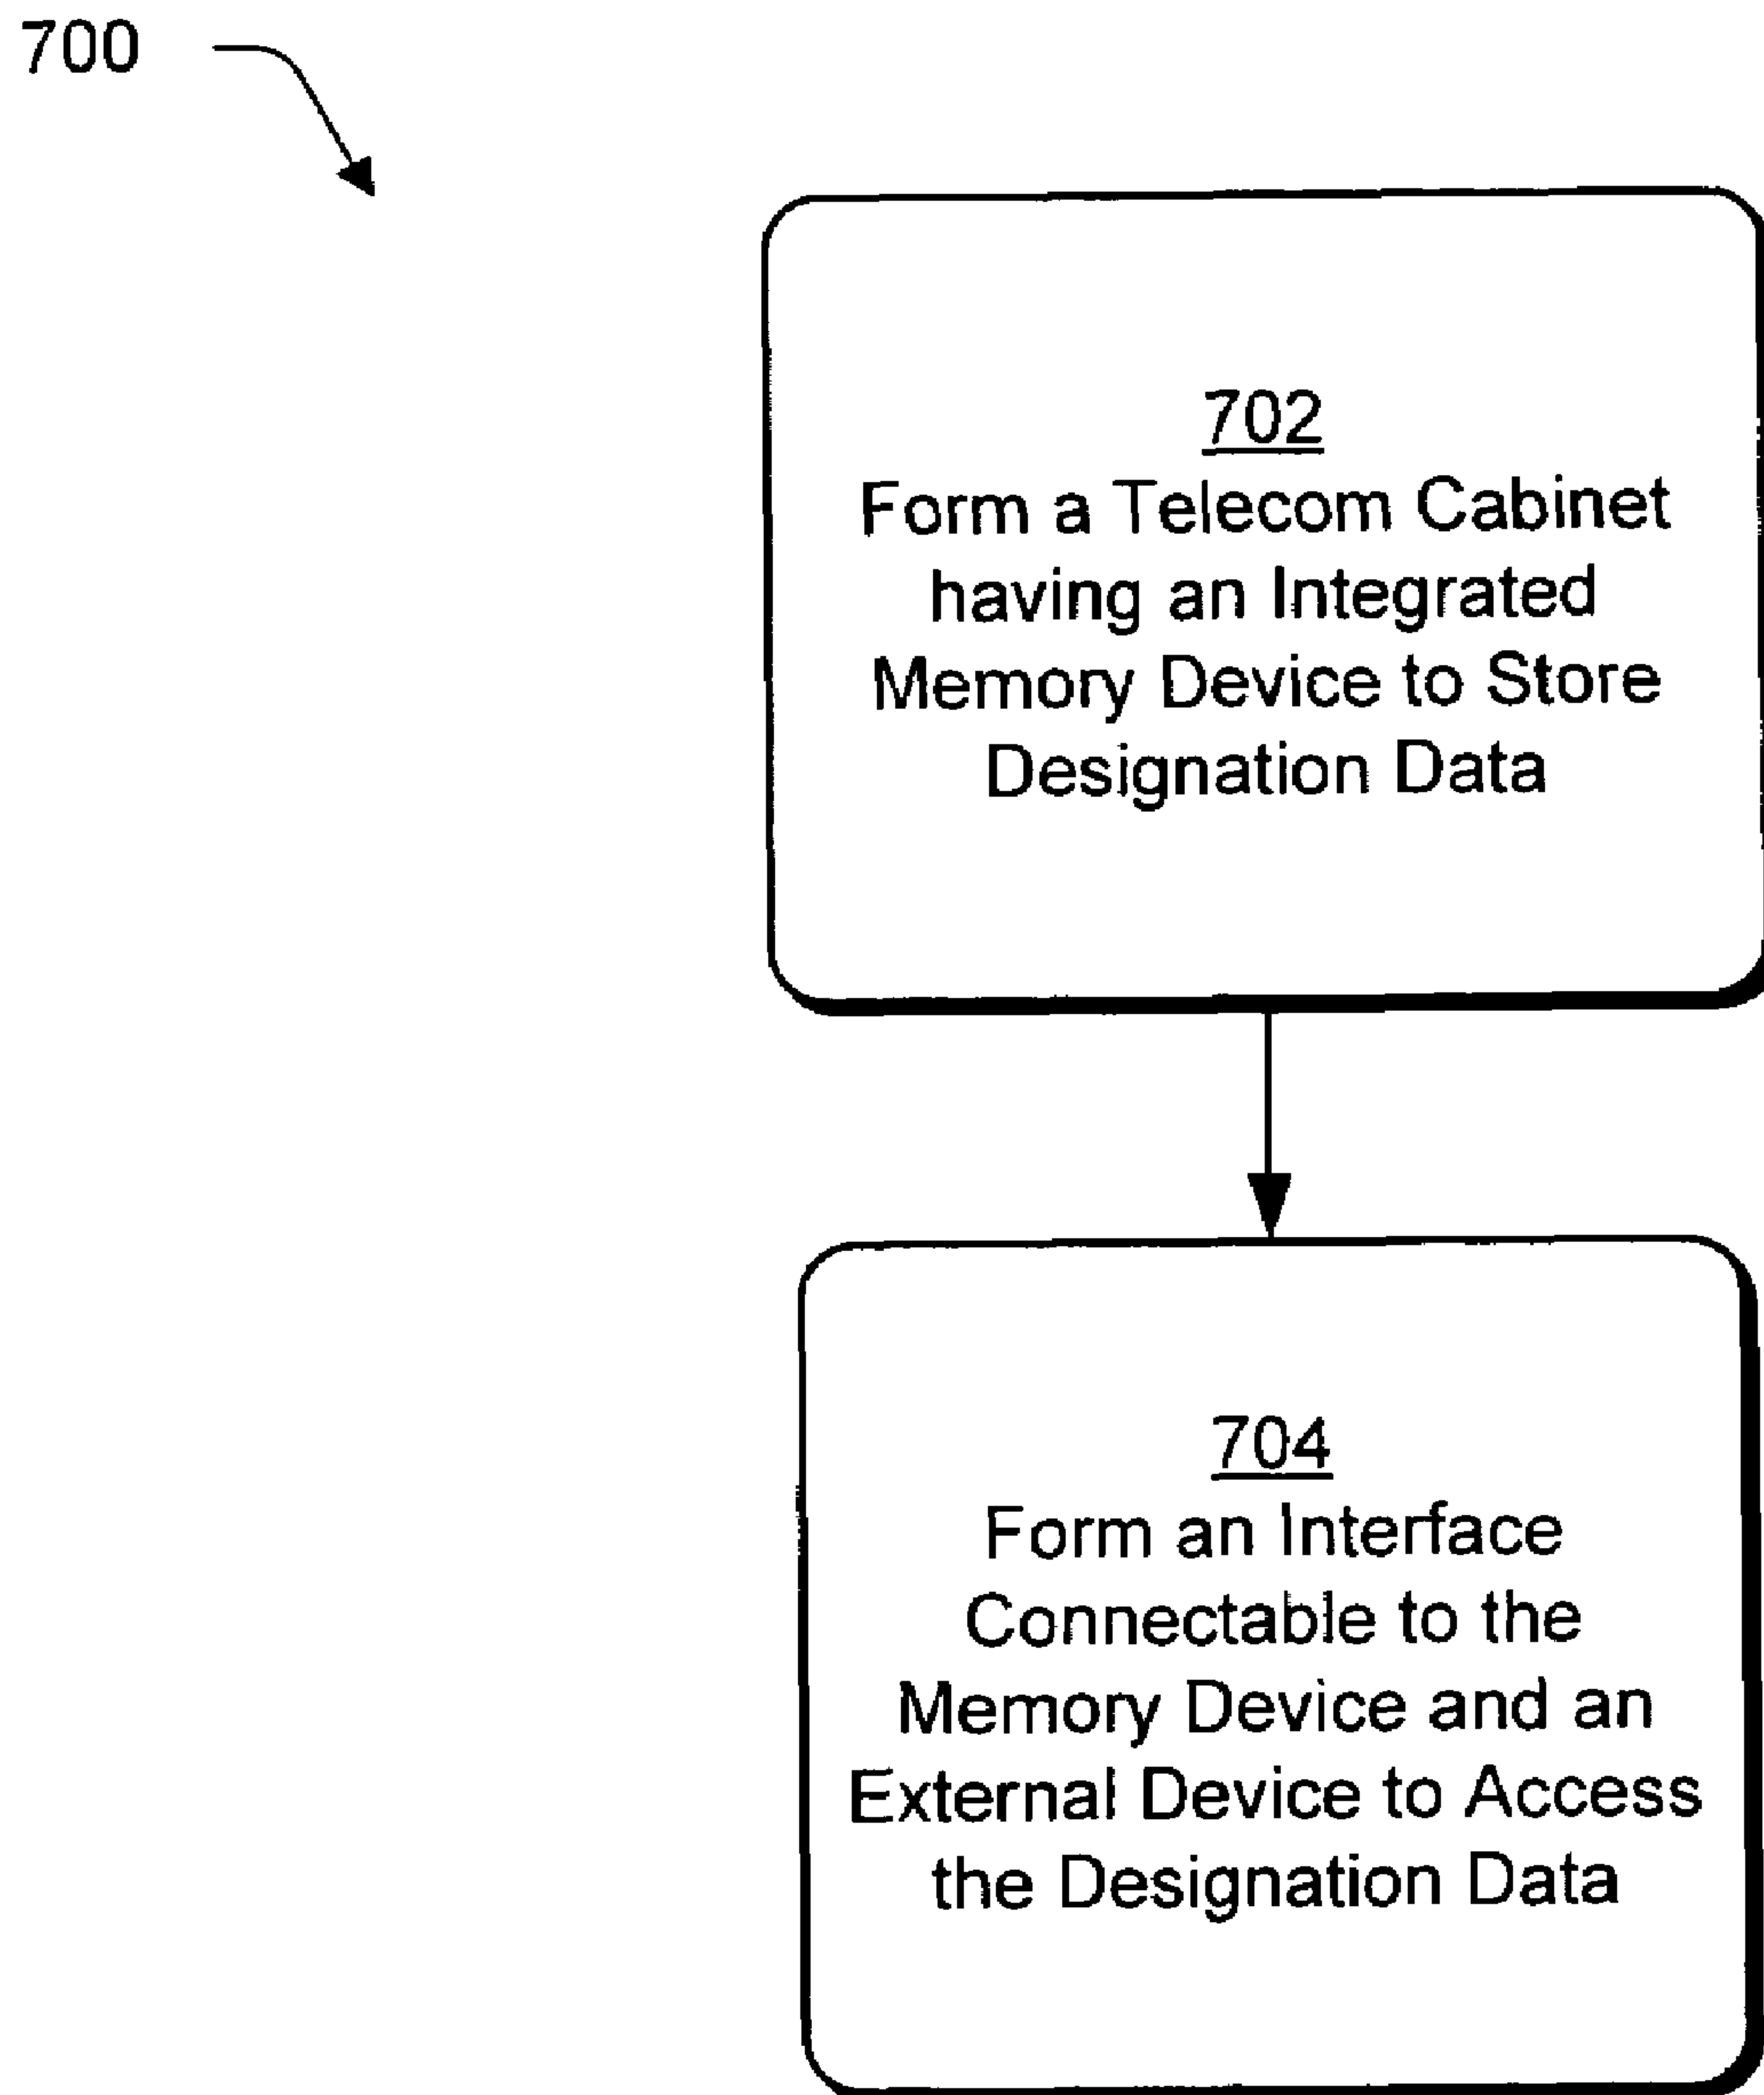 700
702
Form a Telecom Cabinet
having an Integrated
Memory Device to Store
Designation Data
704
Form an Interface
Connectable to the
Memory Device and an
External Device to Access
the Designation Data